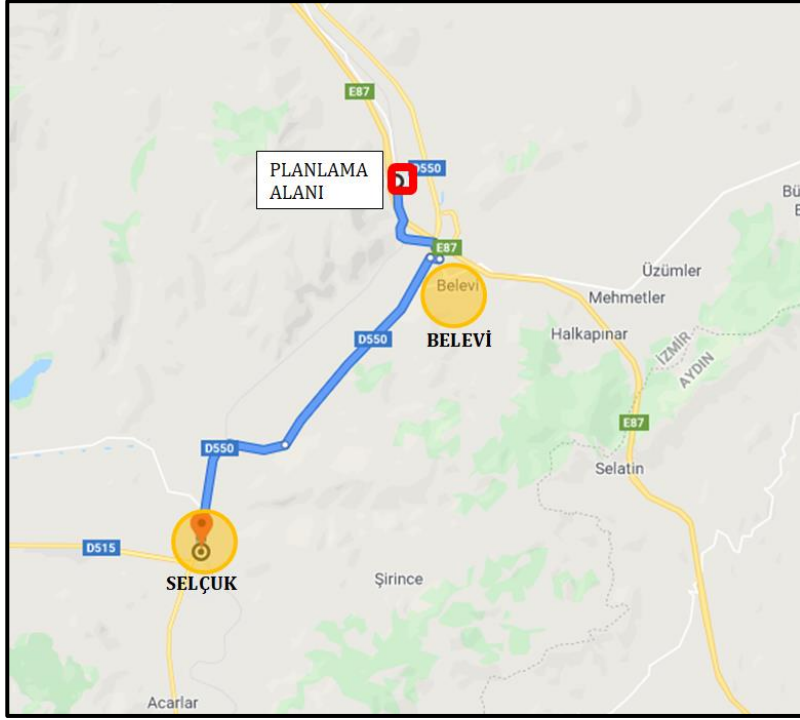 E87
PLANLAMA
ALANI
D550
E87
Bü
Üzümler
Belevi
Mehmetler
BELEVİ
Halkapınar
D550
İZMİR
AYDIN
E87
D550
Selatin
D515
SELÇUK
Şirince
Acarlar